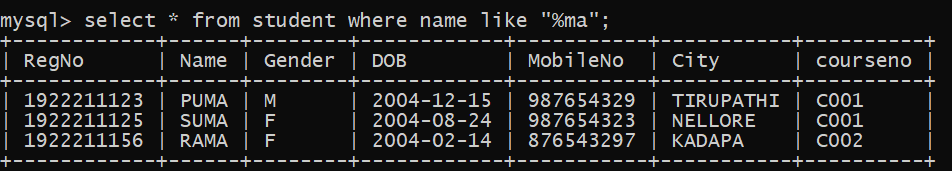 mysql> select * from student where name like "%ma";
+------------+------+--------+------------+-----------+-----------+----------+
| RegNo      | Name | Gender | DOB        | MobileNo  | City      | courseno |
+------------+------+--------+------------+-----------+-----------+----------+
| 1922211123 | PUMA | M      | 2004-12-15 | 987654329 | TIRUPATHI | C001     |
| 1922211125 | SUMA | F      | 2004-08-24 | 987654323 | NELLORE   | C001     |
| 1922211156 | RAMA | F      | 2004-02-14 | 876543297 | KADAPA    | C002     |
+------------+------+--------+------------+-----------+-----------+----------+